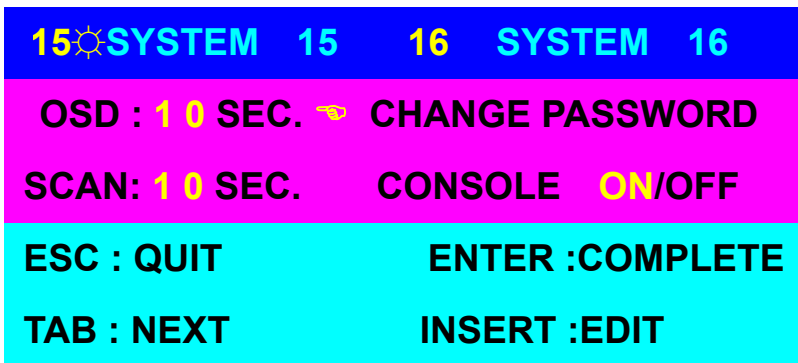 15☼SYSTEM 15 16 SYSTEM 16
OSD : 1 0 SEC. ☜ CHANGE PASSWORD
SCAN: 1 0 SEC. CONSOLE ON/OFF
ESC : QUIT ENTER :COMPLETE
TAB : NEXT INSERT :EDIT